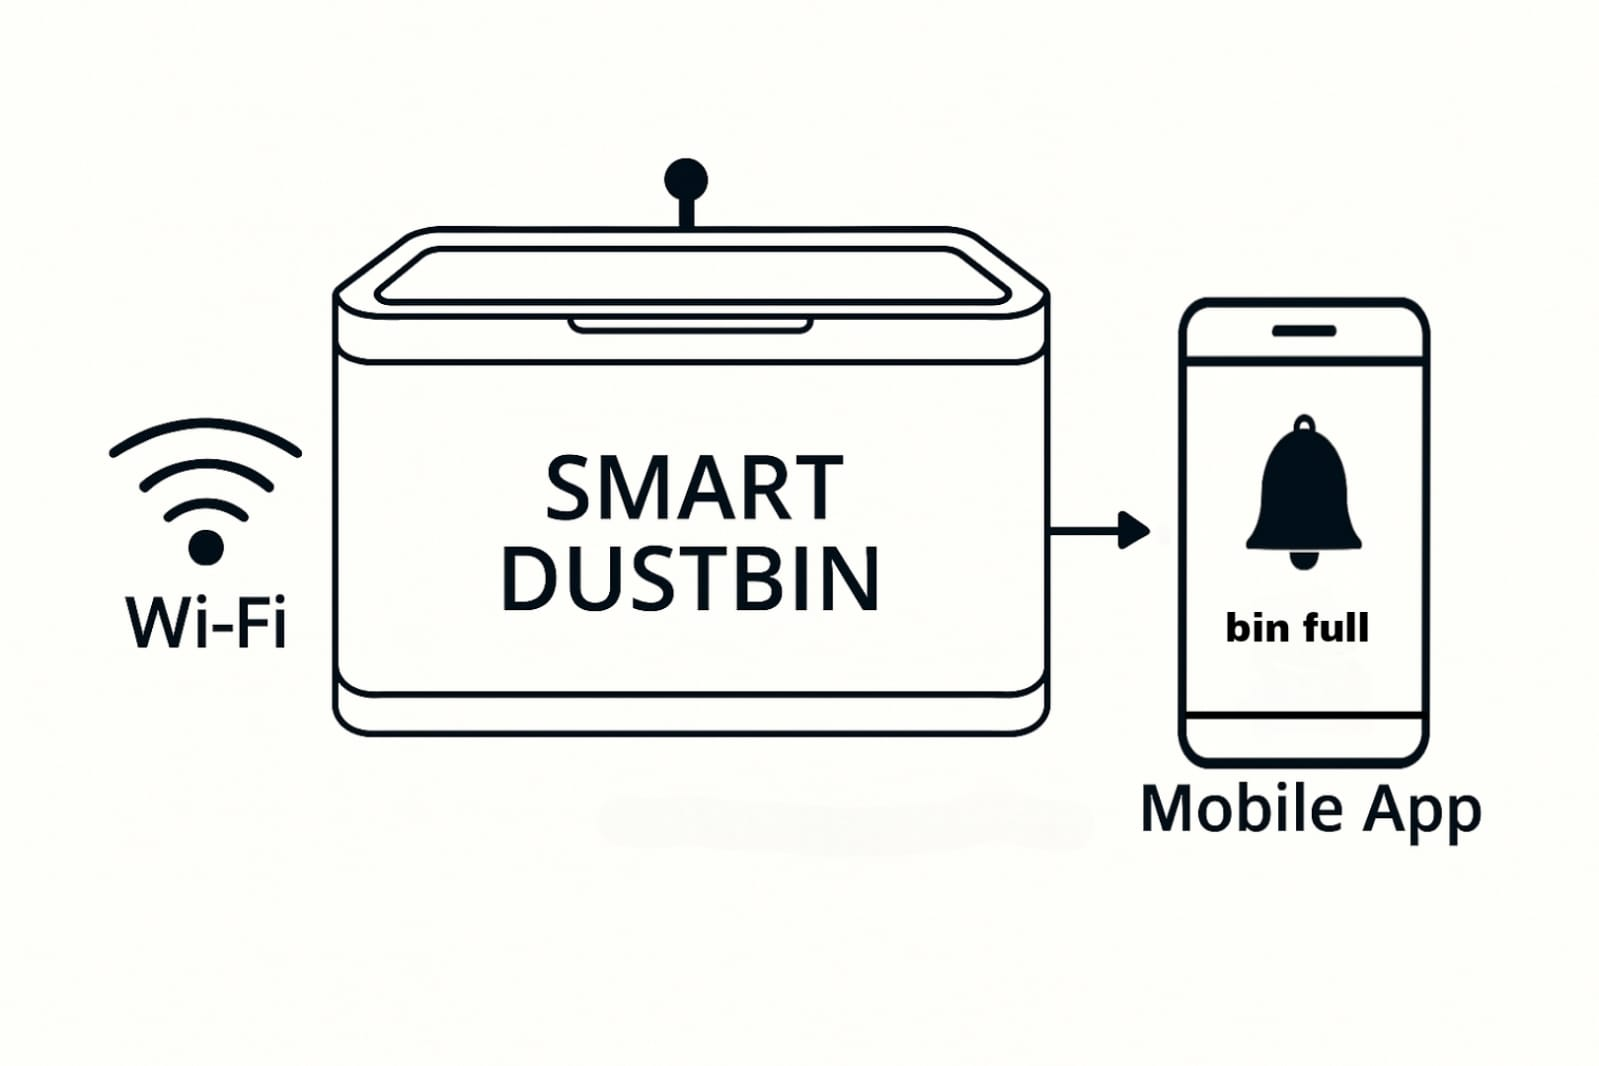 Wi-Fi
SMART
DUSTBIN
bin full
Mobile App